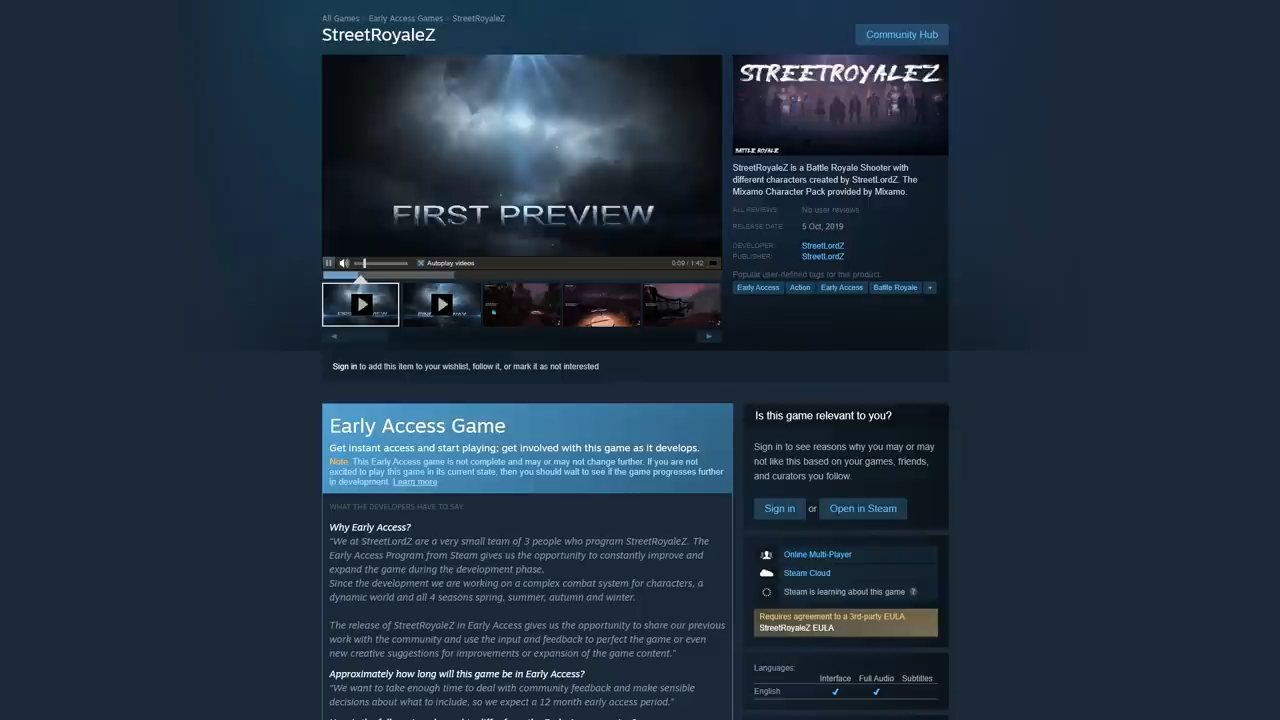 All Games > Early Access Games > StreetRoyaleZ
StreetRoyaleZ
Community Hub
FIRST PREVIEW
Autoplay videos
0:09 / 1:42
STREETROYALEZ
BATTLE ROYALE
StreetRoyaleZ is a Battle Royale Shooter with
different characters created by StreetLordZ. The
Mixamo Character Pack provided by Mixamo.
ALL REVIEWS: No user reviews
RELEASE DATE: 5 Oct, 2019
DEVELOPER: StreetLordZ
PUBLISHER: StreetLordZ
Popular user-defined tags for this product:
Early Access Action Early Access Battle Royale +
Sign in to add this item to your wishlist, follow it, or mark it as not interested
Early Access Game
Get instant access and start playing; get involved with this game as it develops.
Note: This Early Access game is not complete and may or may not change further. If you are not
excited to play this game in its current state, then you should wait to see if the game progresses further
in development. Learn more
WHAT THE DEVELOPERS HAVE TO SAY:
Why Early Access?
"We at StreetLordZ are a very small team of 3 people who program StreetRoyaleZ. The
Early Access Program from Steam gives us the opportunity to constantly improve and
expand the game during the development phase.
Since the development we are working on a complex combat system for characters, a
dynamic world and all 4 seasons spring, summer, autumn and winter.
The release of StreetRoyaleZ in Early Access gives us the opportunity to share our previous
work with the community and use the input and feedback to perfect the game or even
new creative suggestions for improvements or expansion of the game content."
Approximately how long will this game be in Early Access?
"We want to take enough time to deal with community feedback and make sensible
decisions about what to include, so we expect a 12 month early access period."
Is this game relevant to you?
Sign in to see reasons why you may or may
not like this based on your games, friends,
and curators you follow.
Sign in or Open in Steam
Online Multi-Player
Steam Cloud
Steam is learning about this game ?
Requires agreement to a 3rd-party EULA
StreetRoyaleZ EULA
Languages:
Interface Full Audio Subtitles
English ✔ ✔